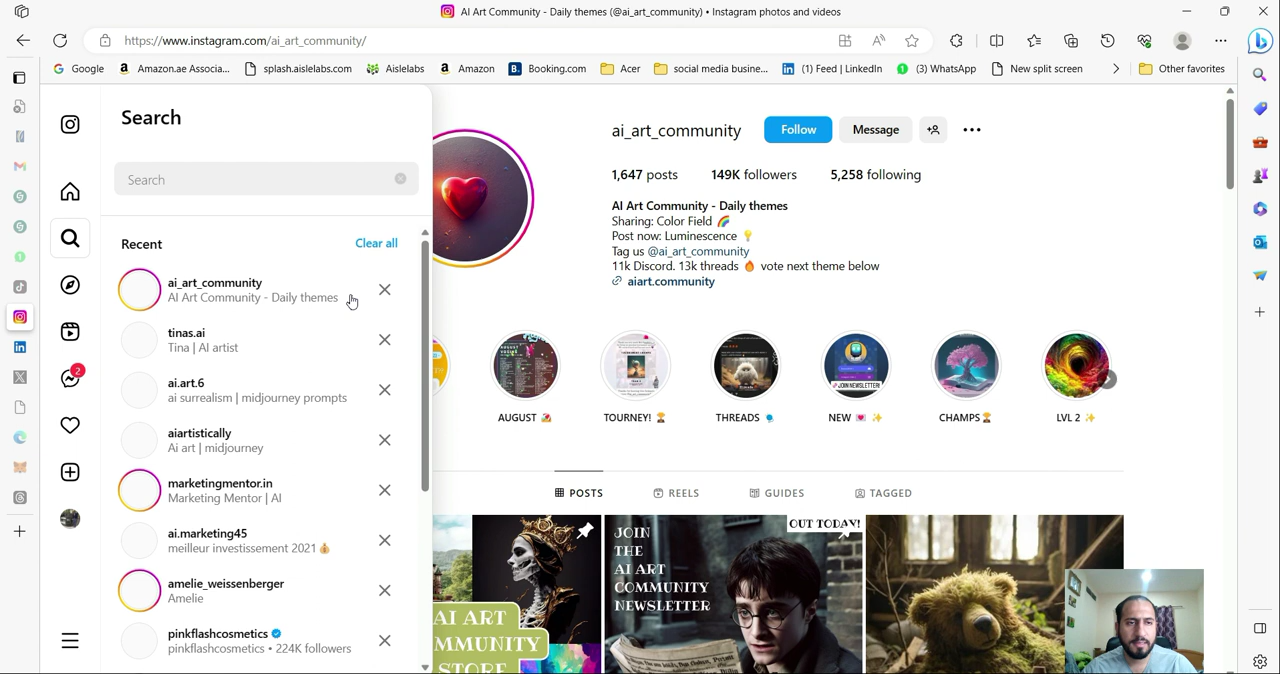 AI Art Community - Daily themes (@ai_art_community) • Instagram photos and videos
https://www.instagram.com/ai_art_community/
Google
Amazon.ae Associa...
splash.aislelabs.com
Aislelabs
Amazon
Booking.com
Acer
social media busine...
(1) Feed | LinkedIn
(3) WhatsApp
New split screen
Other favorites
Search
Search
Recent
Clear all
ai_art_community
AI Art Community - Daily themes
tinas.ai
Tina | AI artist
ai.art.6
ai surrealism | midjourney prompts
aiartistically
Ai art | midjourney
marketingmentor.in
Marketing Mentor | AI
ai.marketing45
meilleur investissement 2021💰
amelie_weissenberger
Amelie
pinkflashcosmetics
pinkflashcosmetics • 224K followers
2
ai_art_community
Follow
Message
1,647 posts
149K followers
5,258 following
AI Art Community - Daily themes
Sharing: Color Field 🌈
Post now: Luminescence 💡
Tag us @ai_art_community
11k Discord. 13k threads 🔥 vote next theme below
aiart.community
AUGUST
TOURNEY! 🏆
THREADS
JOIN NEWSLETTER!
NEW 💌 ✨
CHAMPS🏆
LVL 2 ✨
POSTS
REELS
GUIDES
TAGGED
AI ART
MMUNITY
STORE
JOIN
THE
AI ART
COMMUNITY
NEWSLETTER
OUT TODAY!